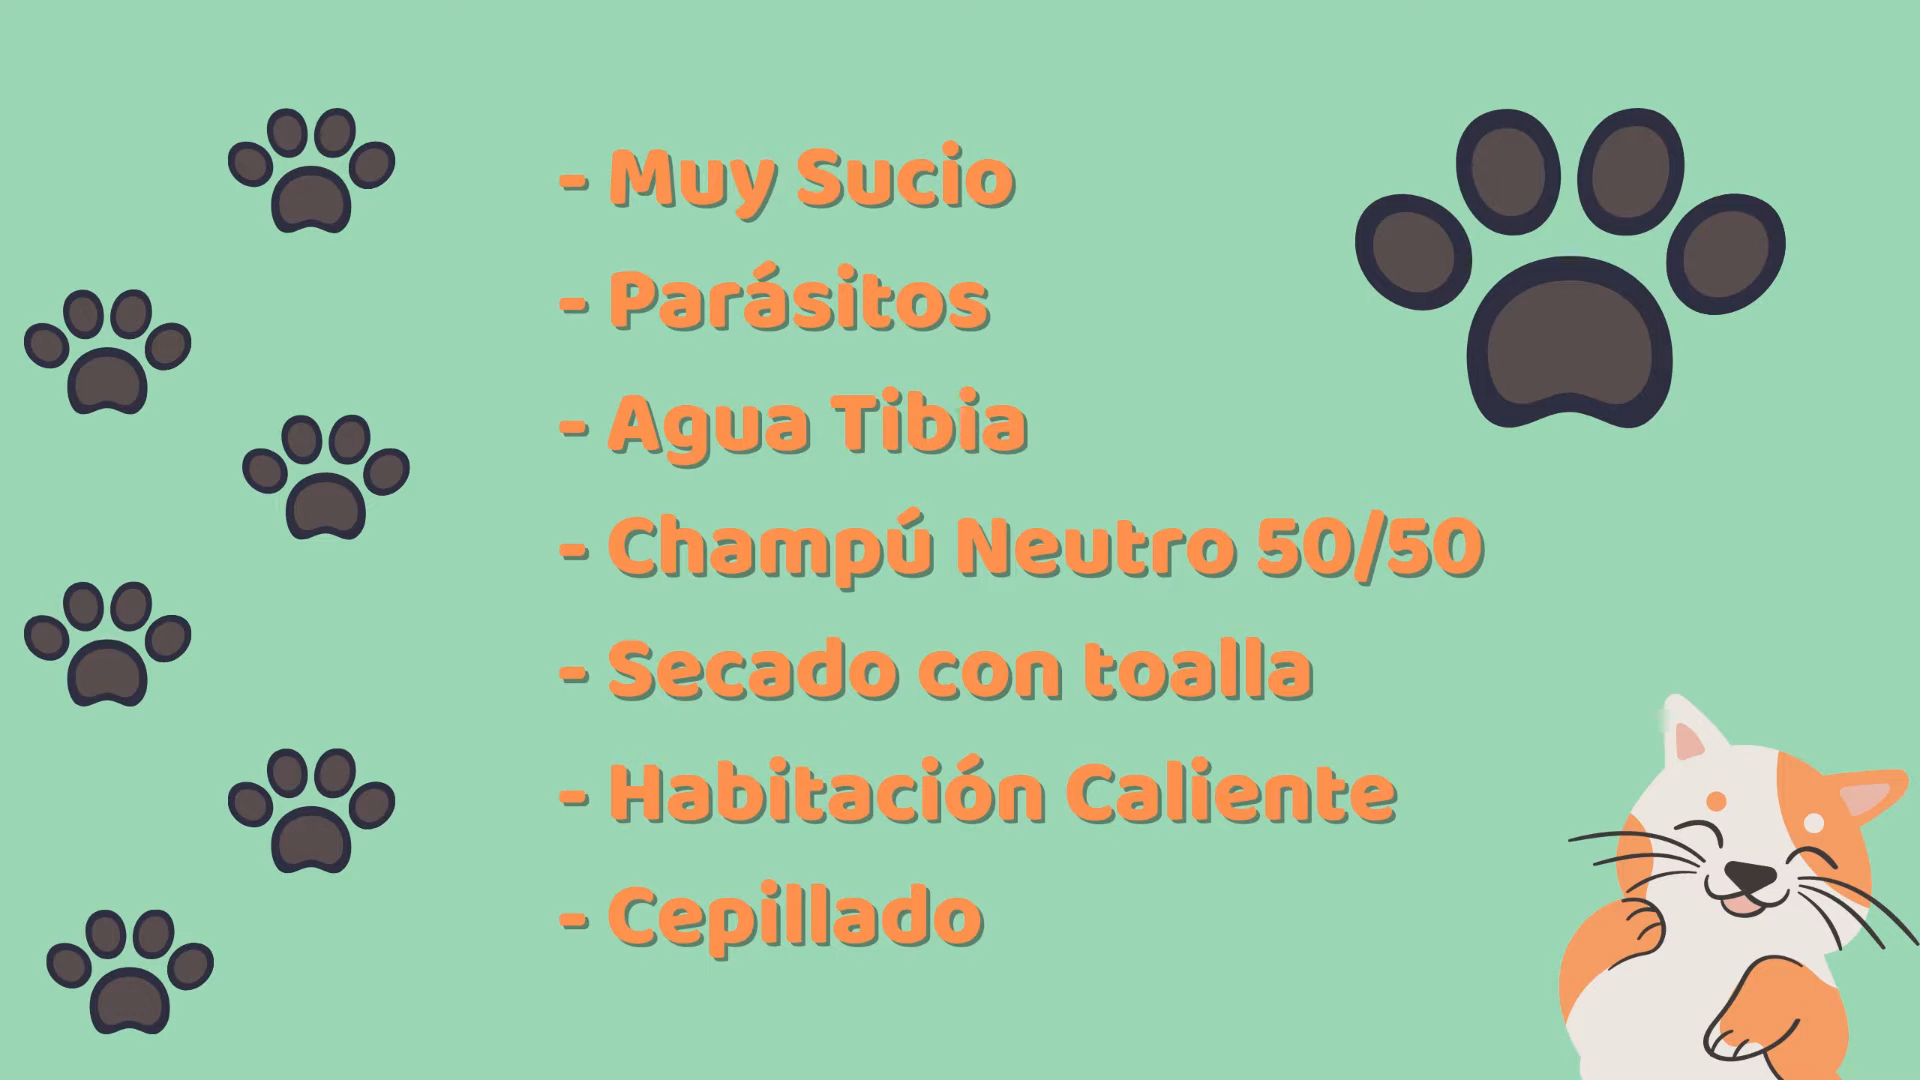 - Muy Sucio
- Parásitos
- Agua Tibia
- Champú Neutro 50/50
- Secado con toalla
- Habitación Caliente
- Cepillado